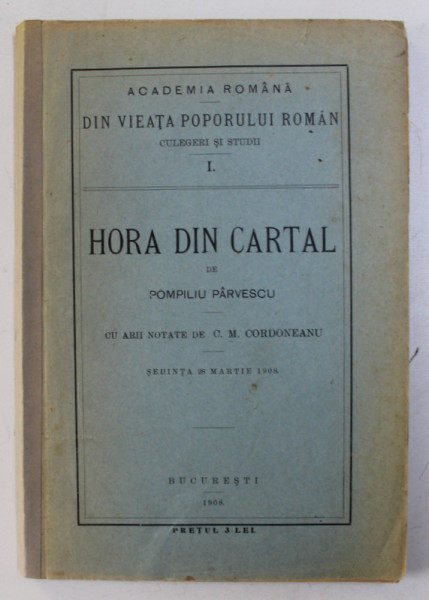 ACADEMIA ROMÂNĂ
DIN VIEAȚA POPORULUI ROMÂN
CULEGERI ȘI STUDII
I.
HORA DIN CARTAL
DE
POMPILIU PÂRVESCU
CU ARII NOTATE DE C. M. CORDONEANU
ȘEDINȚA 28 MARTIE 1908.
BUCUREȘTI
1908.
PREȚUL 3 LEI.